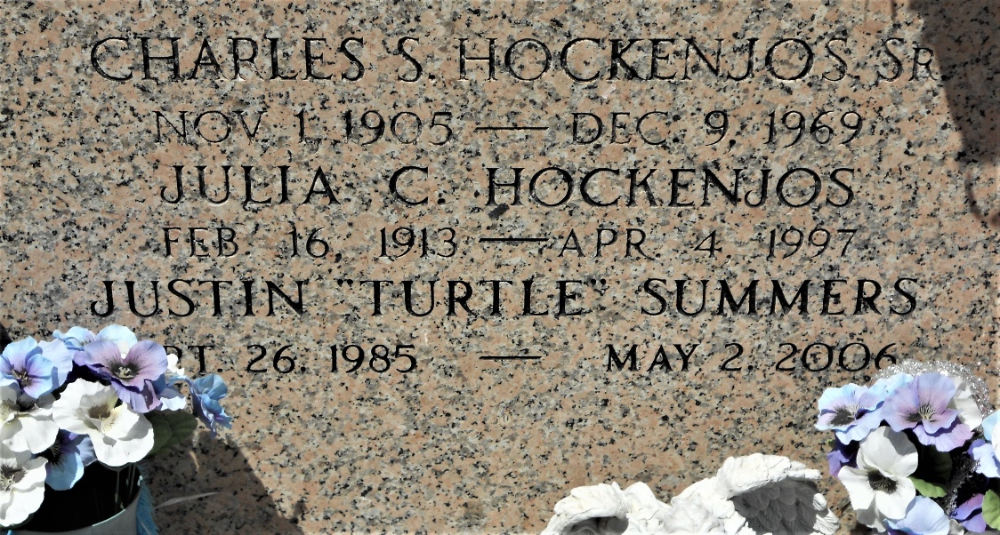 CHARLES S. HOCKENJOS SR
NOV 1, 1905 — DEC 9, 1969
JULIA C. HOCKENJOS
FEB. 16, 1913 — APR 4, 1997
JUSTIN "TURTLE" SUMMERS
26, 1985 — MAY 2, 2006